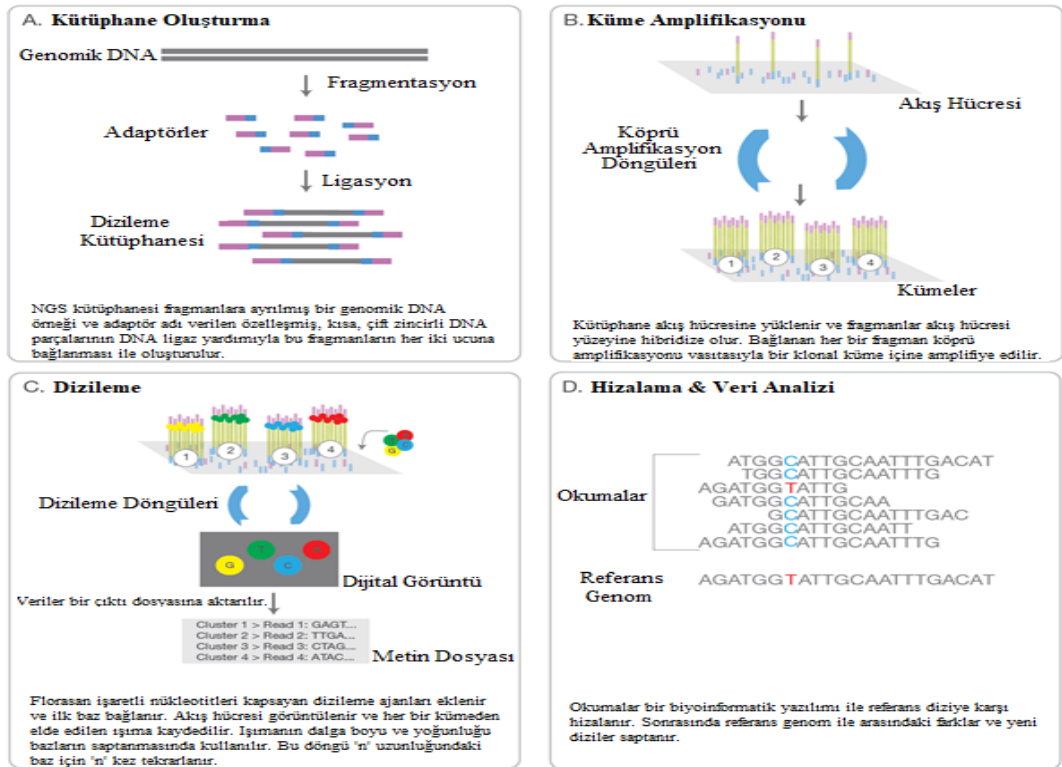 A. Kütüphane Oluşturma
Genomik DNA
Fragmentasyon
Adaptörler
Ligasyon
Dizileme
Kütüphanesi
NGS kütüphanesi fragmanlara ayrılmış bir genomik DNA
örneği ve adaptör adı verilen özelleşmiş, kısa, çift zincirli DNA
parçalarının DNA ligaz yardımıyla bu fragmanların her iki ucuna
bağlanması ile oluşturulur.
B. Küme Amplifikasyonu
Akış Hücresi
Köprü
Amplifikasyon
Döngüleri
1 2 3 4
Kümeler
Kütüphane akış hücresine yüklenir ve fragmanlar akış hücresi
yüzeyine hibridize olur. Bağlanan her bir fragman köprü
amplifikasyonu vasıtasıyla bir klonal küme içine amplifiye edilir.
C. Dizileme
1 2 3 4
G
Dizileme Döngüleri
G T C A
Dijital Görüntü
Veriler bir çıktı dosyasına aktarılır.
Cluster 1 > Read 1: GAGT...
Cluster 2 > Read 2: TTGA...
Cluster 3 > Read 3: CTAG...
Cluster 4 > Read 4: ATAC...
Metin Dosyası
Florasan işaretli nükleotitleri kapsayan dizileme ajanları eklenir
ve ilk baz bağlanır. Akış hücresi görüntülenir ve her bir kümeden
elde edilen ışıma kaydedilir. Işımanın dalga boyu ve yoğunluğu
bazların saptanmasında kullanılır. Bu döngü 'n' uzunluğundaki
baz için 'n' kez tekrarlanır.
D. Hizalama & Veri Analizi
Okumalar
ATGGCATTGCAATTTGACAT
TGGCATTGCAATTTG
AGATGGTATTG
GATGGCATTGCAA
GCATTGCAATTTGAC
ATGGCATTGCAATT
AGATGGCATTGCAATTTG
Referans
Genom
AGATGGTATTGCAATTTGACAT
Okumalar bir biyoinformatik yazılımı ile referans diziye karşı
hizalanır. Sonrasında referans genom ile arasındaki farklar ve yeni
diziler saptanır.